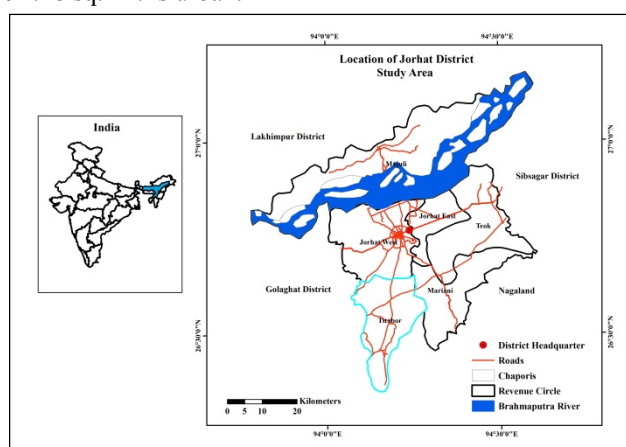 India
Location of Jorhat District
Study Area
94°0'0"E
94°30'0"E
Lakhimpur District
27°0'0"N
27°0'0"N
Majuli
Sibsagar District
Jorhat East
Teok
Jorhat West
Golaghat District
Mariani
Nagaland
Titabor
26°30'0"N
26°30'0"N
District Headquarter
Roads
Chaporis
Revenue Circle
Brahmaputra River
Kilometers
0 5 10 20
94°0'0"E
94°30'0"E